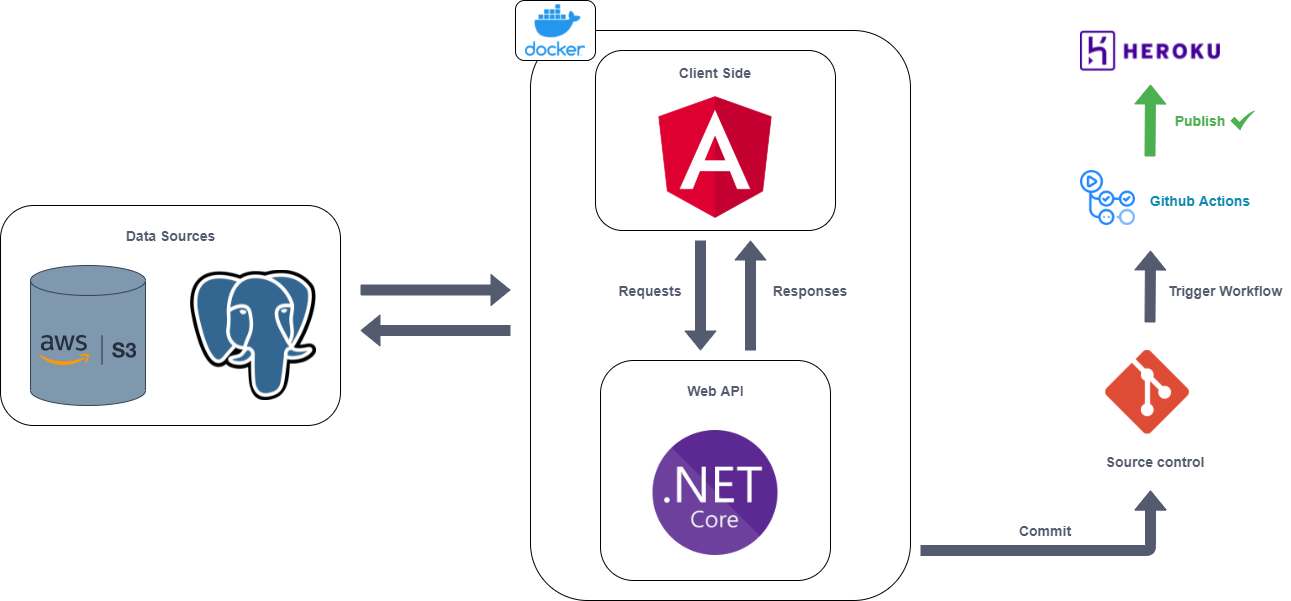 docker
Client Side
HEROKU
Publish
Github Actions
Data Sources
aws
S3
Requests
Responses
Trigger Workflow
Web API
.NET
Core
Source control
Commit